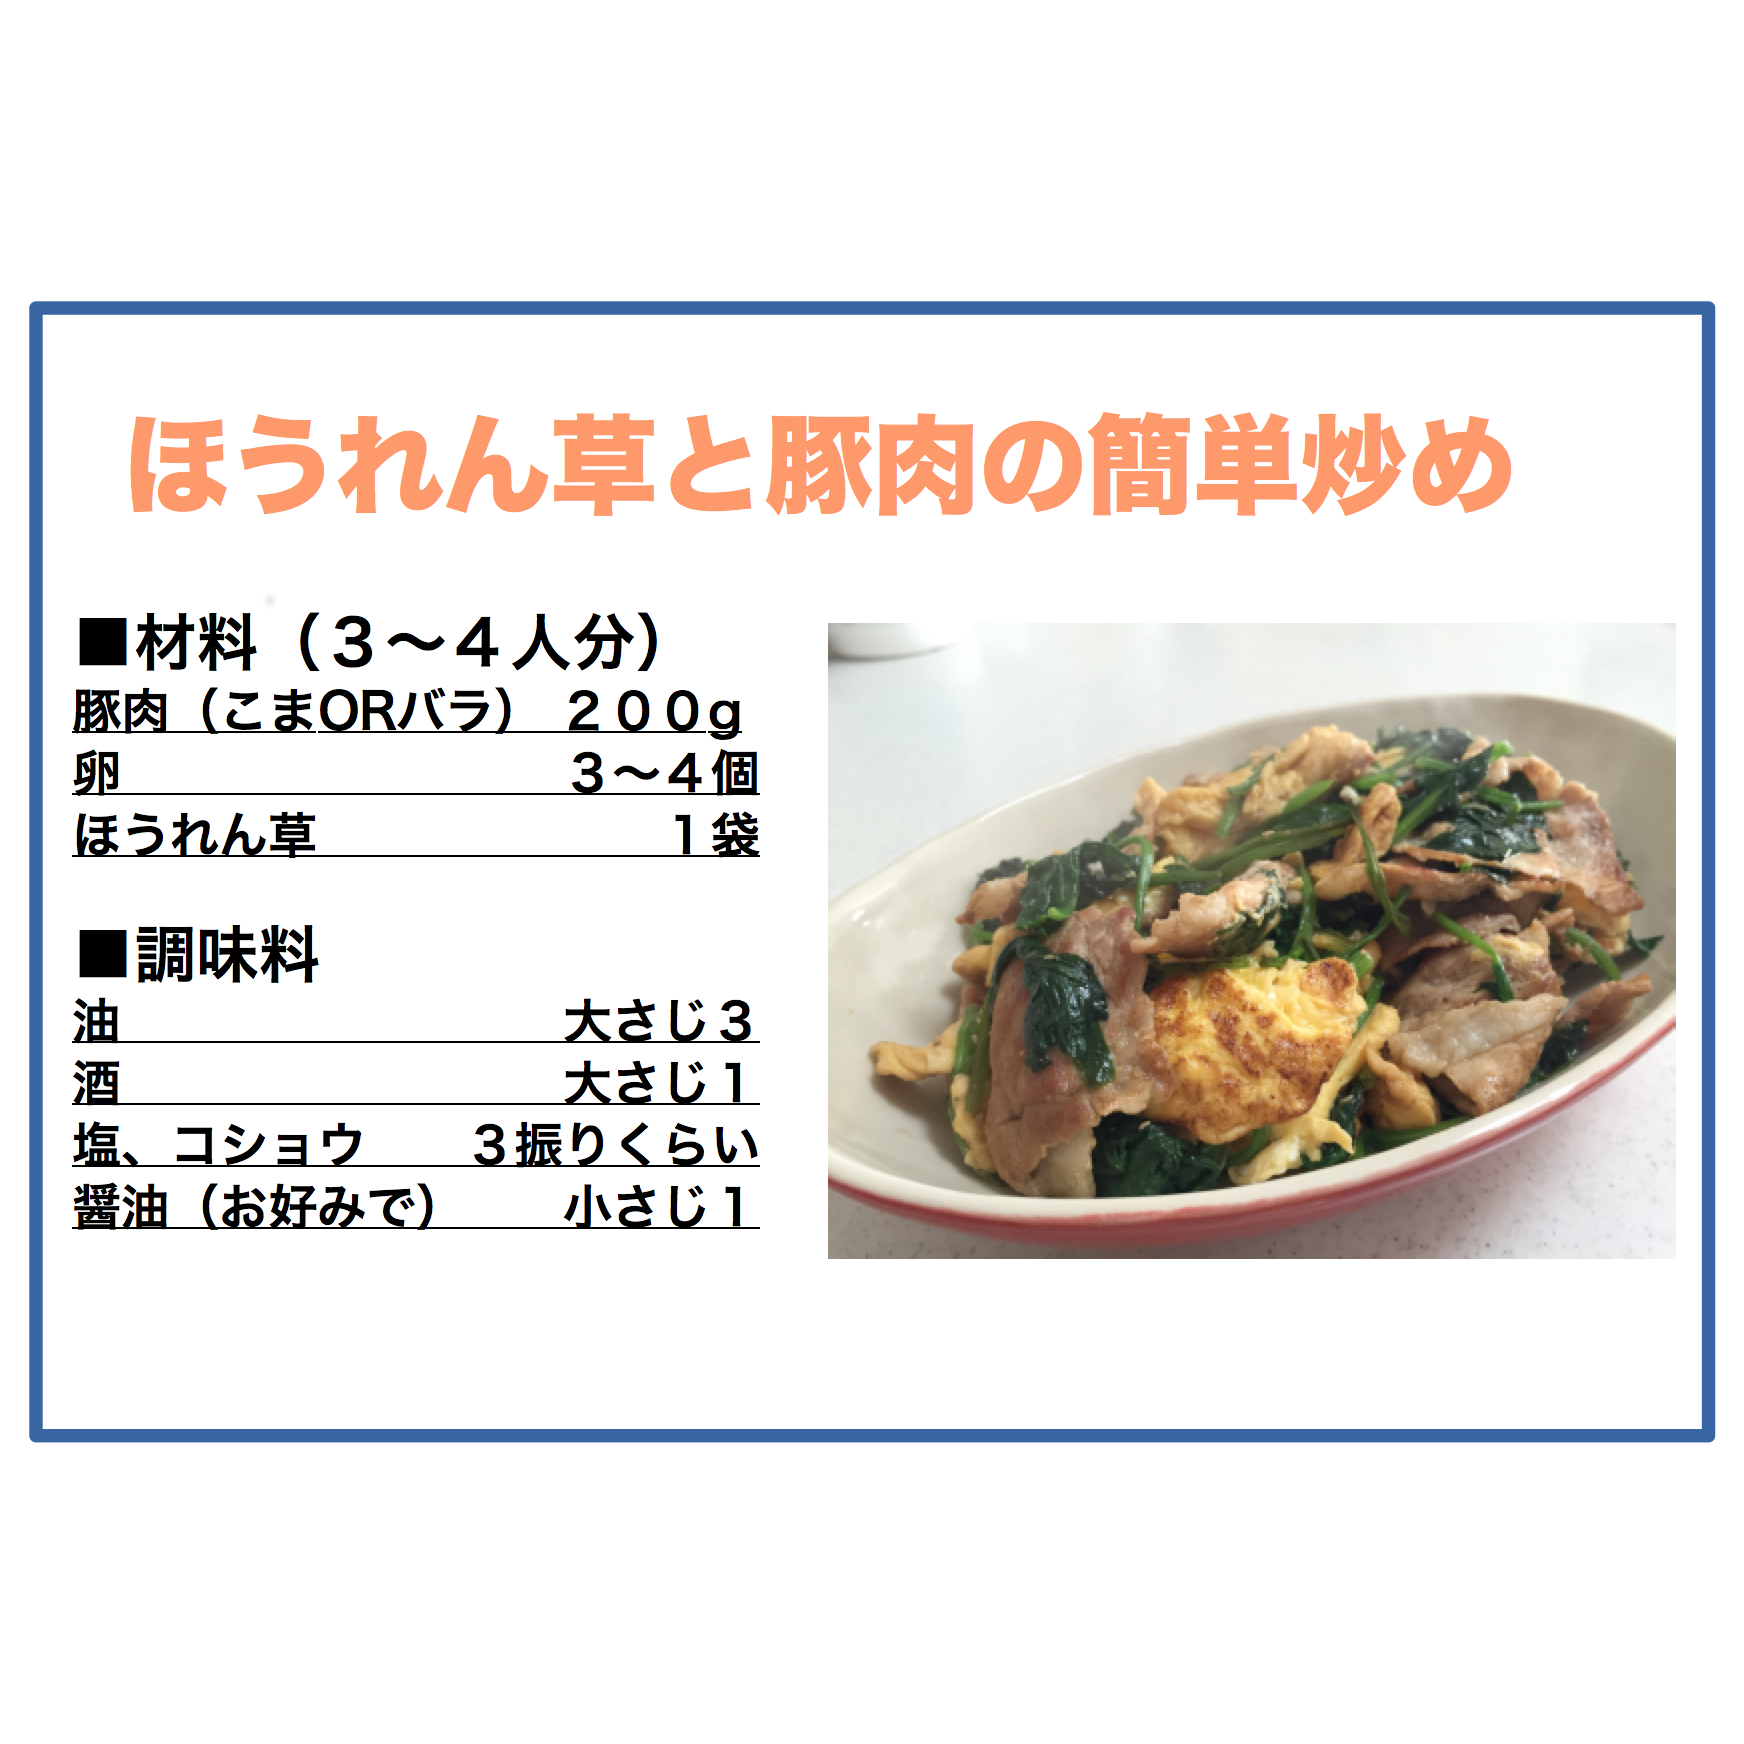 ほうれん草と豚肉の簡単炒め
■材料（３〜４人分）
豚肉（こまORバラ）　２００g
卵　３〜４個
ほうれん草　１袋
■調味料
油　大さじ３
酒　大さじ１
塩、コショウ　３振りくらい
醤油（お好みで）　小さじ１